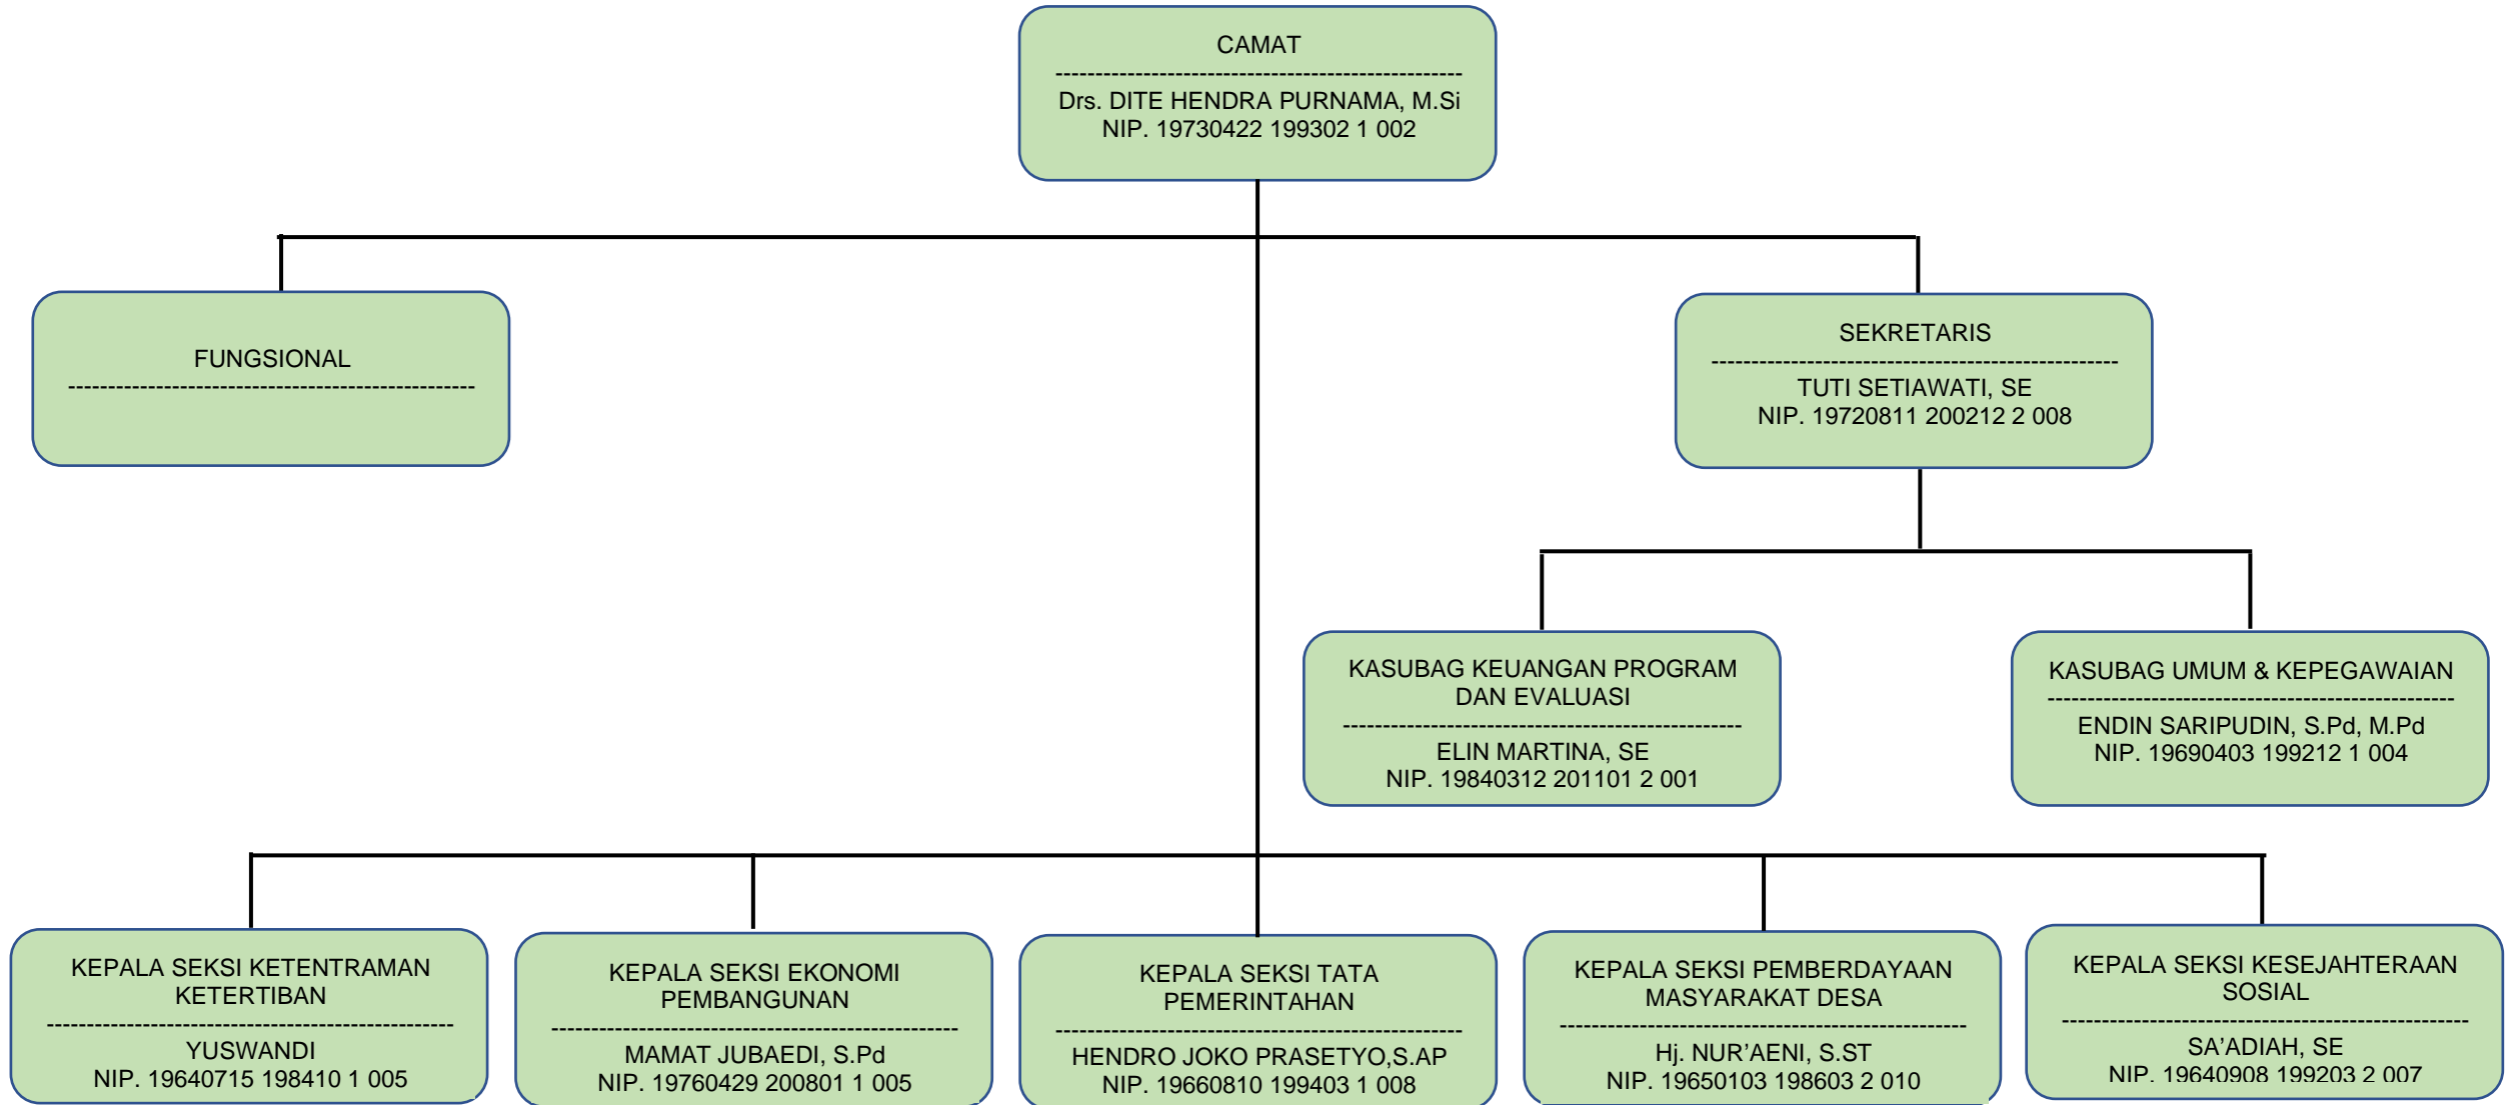 CAMAT
---------------------------------------------------
Drs. DITE HENDRA PURNAMA, M.Si
NIP. 19730422 199302 1 002
FUNGSIONAL
---------------------------------------------------
SEKRETARIS
---------------------------------------------------
TUTI SETIAWATI, SE
NIP. 19720811 200212 2 008
KASUBAG KEUANGAN PROGRAM
DAN EVALUASI
--------------------------------------------------
ELIN MARTINA, SE
NIP. 19840312 201101 2 001
KASUBAG UMUM & KEPEGAWAIAN
---------------------------------------------------
ENDIN SARIPUDIN, S.Pd, M.Pd
NIP. 19690403 199212 1 004
KEPALA SEKSI KETENTRAMAN
KETERTIBAN
---------------------------------------------------
YUSWANDI
NIP. 19640715 198410 1 005
KEPALA SEKSI EKONOMI
PEMBANGUNAN
---------------------------------------------------
MAMAT JUBAEDI, S.Pd
NIP. 19760429 200801 1 005
KEPALA SEKSI TATA
PEMERINTAHAN
---------------------------------------------------
HENDRO JOKO PRASETYO,S.AP
NIP. 19660810 199403 1 008
KEPALA SEKSI PEMBERDAYAAN
MASYARAKAT DESA
---------------------------------------------------
Hj. NUR’AENI, S.ST
NIP. 19650103 198603 2 010
KEPALA SEKSI KESEJAHTERAAN
SOSIAL
---------------------------------------------------
SA’ADIAH, SE
NIP. 19640908 199203 2 007